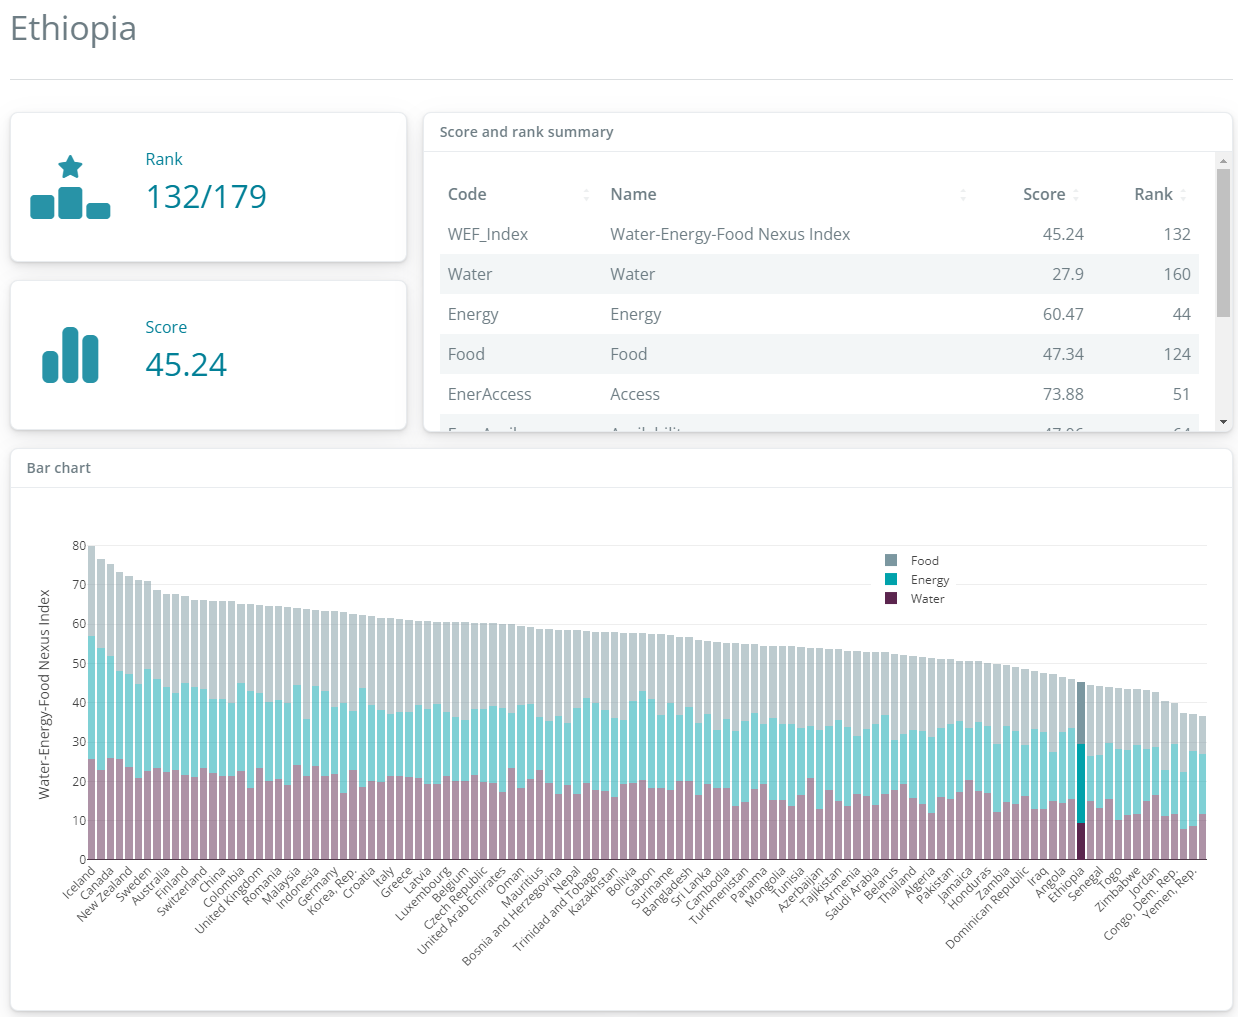 Ethiopia
Rank
132/179
Score
45.24
Score and rank summary
Code Name Score Rank
WEF_Index Water-Energy-Food Nexus Index 45.24 132
Water Water 27.9 160
Energy Energy 60.47 44
Food Food 47.34 124
EnerAccess Access 73.88 51
Bar chart
Water-Energy-Food Nexus Index
80
70
60
50
40
30
20
10
0
Food
Energy
Water
Iceland
Canada
New Zealand
Sweden
Australia
Finland
Switzerland
China
Colombia
United Kingdom
Romania
Malaysia
Indonesia
Germany
Korea, Rep.
Croatia
Italy
Greece
Latvia
Luxembourg
Belgium
Czech Republic
United Arab Emirates
Oman
Mauritius
Bosnia and Herzegovina
Nepal
Trinidad and Tobago
Kazakhstan
Bolivia
Gabon
Suriname
Bangladesh
Sri Lanka
Cambodia
Turkmenistan
Panama
Mongolia
Tunisia
Azerbaijan
Tajikistan
Armenia
Saudi Arabia
Belarus
Thailand
Algeria
Pakistan
Jamaica
Honduras
Zambia
Dominican Republic
Iraq
Angola
Ethiopia
Senegal
Togo
Zimbabwe
Jordan
Congo, Dem. Rep.
Yemen, Rep.